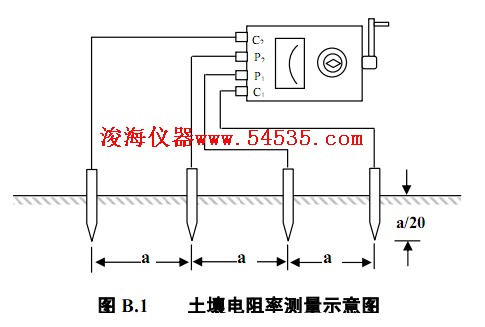 C₂
P₂
P₁
C₁
浚海仪器www.54535.com
a/20
a a a
图 B.1 土壤电阻率测量示意图